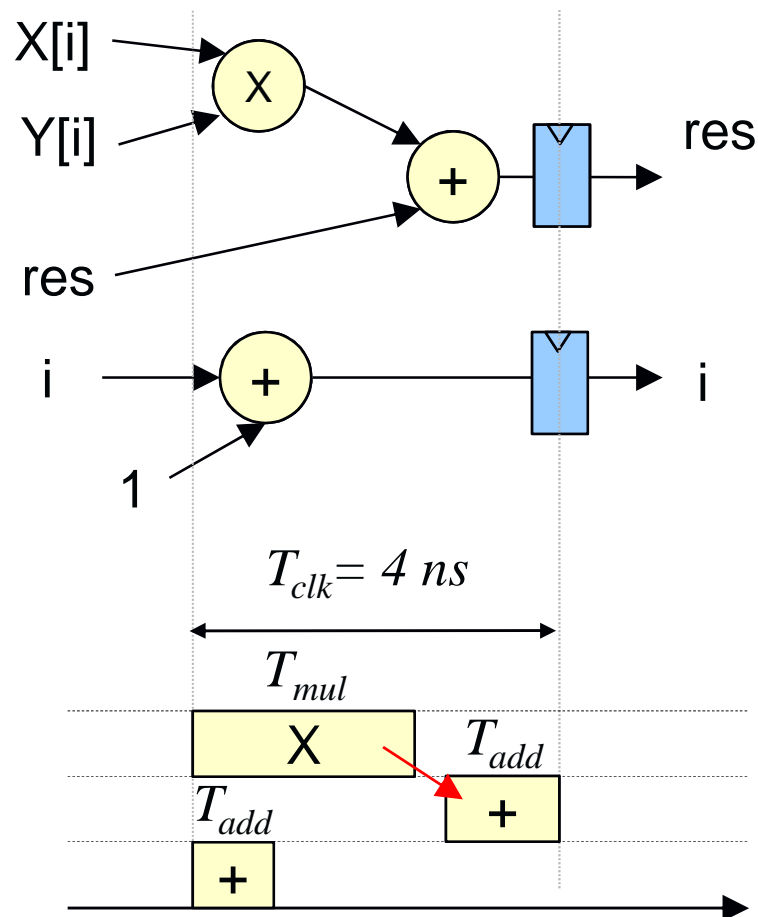 X[i]
X
Y[i]
res
+
res
i
+
i
1
T_clk = 4 ns
T_mul
X
T_add
+
T_add
+